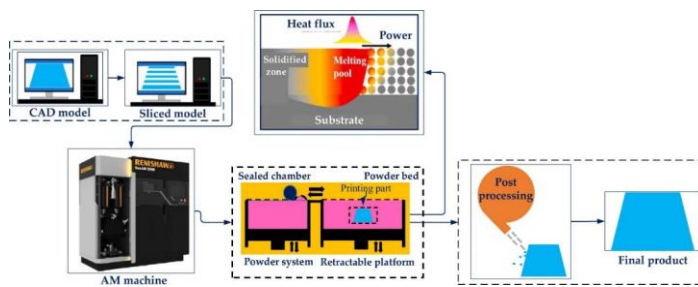 Heat flux
Power
Solidified
zone
Melting
pool
Substrate
CAD model
Sliced model
RENISHAW
AM machine
Sealed chamber
Powder bed
Printing part
Powder system
Retractable platform
Post
processing
Final product